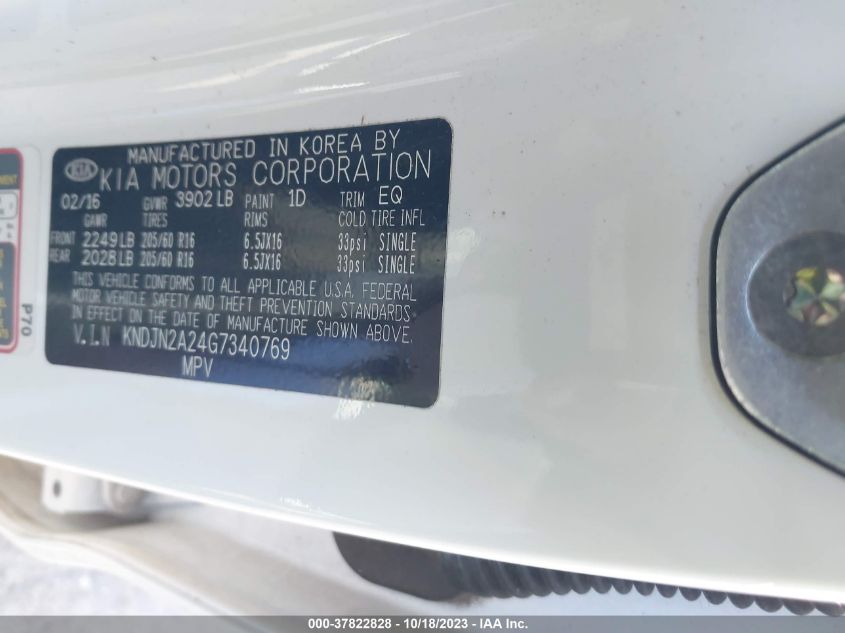 MANUFACTURED IN KOREA BY
KIA KIA MOTORS CORPORATION
02/16 GVWR 3902 LB PAINT 1D TRIM EQ
GAWR TIRES RIMS COLD TIRE INFL
FRONT 2249 LB 205/60 R16 6.5JX16 33psi SINGLE
REAR 2028 LB 205/60 R16 6.5JX16 33psi SINGLE
THIS VEHICLE CONFORMS TO ALL APPLICABLE U.S.A. FEDERAL
MOTOR VEHICLE SAFETY AND THEFT PREVENTION STANDARDS
IN EFFECT ON THE DATE OF MANUFACTURE SHOWN ABOVE.
V.I.N KNDJN2A24G7340769
MPV
P70
000-37822828 - 10/18/2023 - IAA Inc.